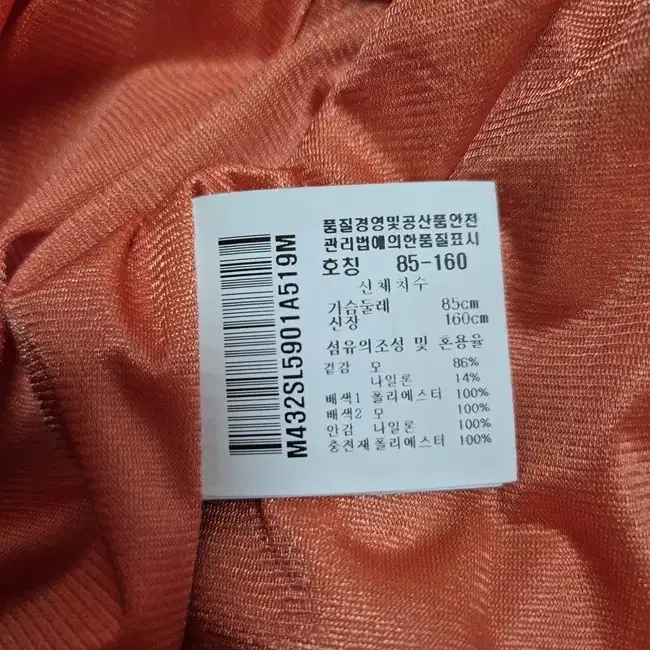 M432SL5901A519M
품질경영및공산품안전
관리법에의한품질표시
호칭 85-160
신체치수
가슴둘레 85cm
신장 160cm
섬유의조성 및 혼용율
겉감 모 86%
나일론 14%
배색1 폴리에스터 100%
배색2 모 100%
안감 나일론 100%
충전재 폴리에스터 100%